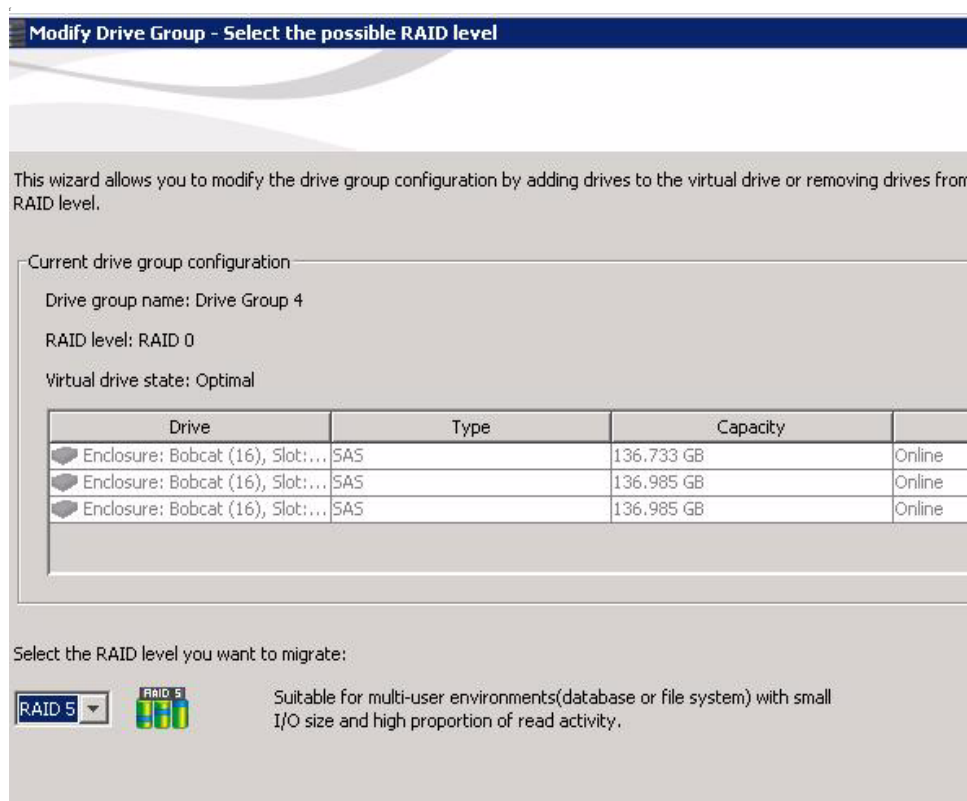 Modify Drive Group - Select the possible RAID level
This wizard allows you to modify the drive group configuration by adding drives to the virtual drive or removing drives from
RAID level.
Current drive group configuration
Drive group name: Drive Group 4
RAID level: RAID 0
Virtual drive state: Optimal
Drive Type Capacity
Enclosure: Bobcat (16), Slot:... SAS 136.733 GB Online
Enclosure: Bobcat (16), Slot:... SAS 136.985 GB Online
Enclosure: Bobcat (16), Slot:... SAS 136.985 GB Online
Select the RAID level you want to migrate:
RAID 5 RAID 5 Suitable for multi-user environments(database or file system) with small
I/O size and high proportion of read activity.